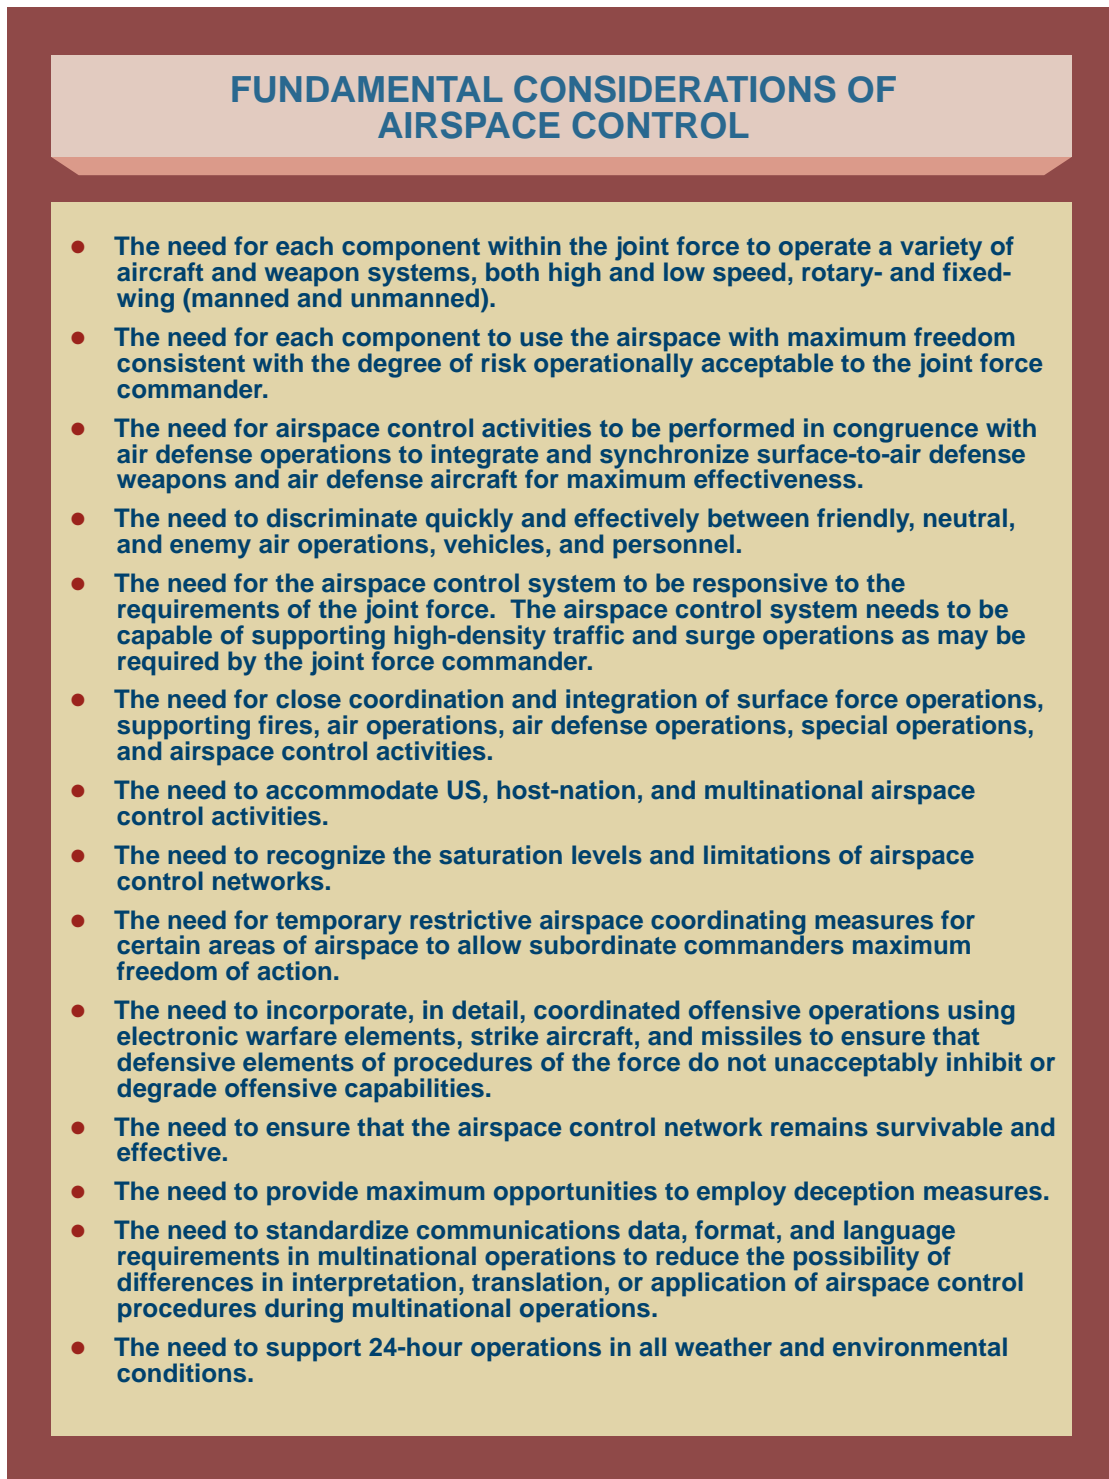 FUNDAMENTAL CONSIDERATIONS OF
AIRSPACE CONTROL
● The need for each component within the joint force to operate a variety of
aircraft and weapon systems, both high and low speed, rotary- and fixed-
wing (manned and unmanned).
● The need for each component to use the airspace with maximum freedom
consistent with the degree of risk operationally acceptable to the joint force
commander.
● The need for airspace control activities to be performed in congruence with
air defense operations to integrate and synchronize surface-to-air defense
weapons and air defense aircraft for maximum effectiveness.
● The need to discriminate quickly and effectively between friendly, neutral,
and enemy air operations, vehicles, and personnel.
● The need for the airspace control system to be responsive to the
requirements of the joint force.  The airspace control system needs to be
capable of supporting high-density traffic and surge operations as may be
required by the joint force commander.
● The need for close coordination and integration of surface force operations,
supporting fires, air operations, air defense operations, special operations,
and airspace control activities.
● The need to accommodate US, host-nation, and multinational airspace
control activities.
● The need to recognize the saturation levels and limitations of airspace
control networks.
● The need for temporary restrictive airspace coordinating measures for
certain areas of airspace to allow subordinate commanders maximum
freedom of action.
● The need to incorporate, in detail, coordinated offensive operations using
electronic warfare elements, strike aircraft, and missiles to ensure that
defensive elements of procedures of the force do not unacceptably inhibit or
degrade offensive capabilities.
● The need to ensure that the airspace control network remains survivable and
effective.
● The need to provide maximum opportunities to employ deception measures.
● The need to standardize communications data, format, and language
requirements in multinational operations to reduce the possibility of
differences in interpretation, translation, or application of airspace control
procedures during multinational operations.
● The need to support 24-hour operations in all weather and environmental
conditions.